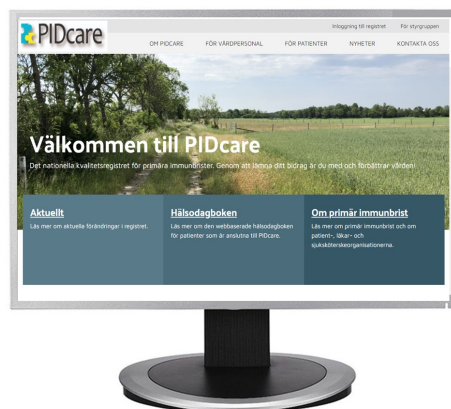 PIDcare
Inloggning till registret För styrgruppen
OM PIDCARE FÖR VÅRDPERSONAL FÖR PATIENTER NYHETER KONTAKTA OSS
Välkommen till PIDcare
Det nationella kvalitetsregistret för primära immunbrister. Genom att lämna ditt bidrag är du med och förbättrar vården!
Aktuellt
Läs mer om aktuella förändringar i registret.
Hälsodagboken
Läs mer om den webbaserade hälsodagboken
för patienter som är anslutna till PIDcare.
Om primär immunbrist
Läs mer om primär immunbrist och om
patient-, läkar- och
sjuksköterskeorganisationerna.